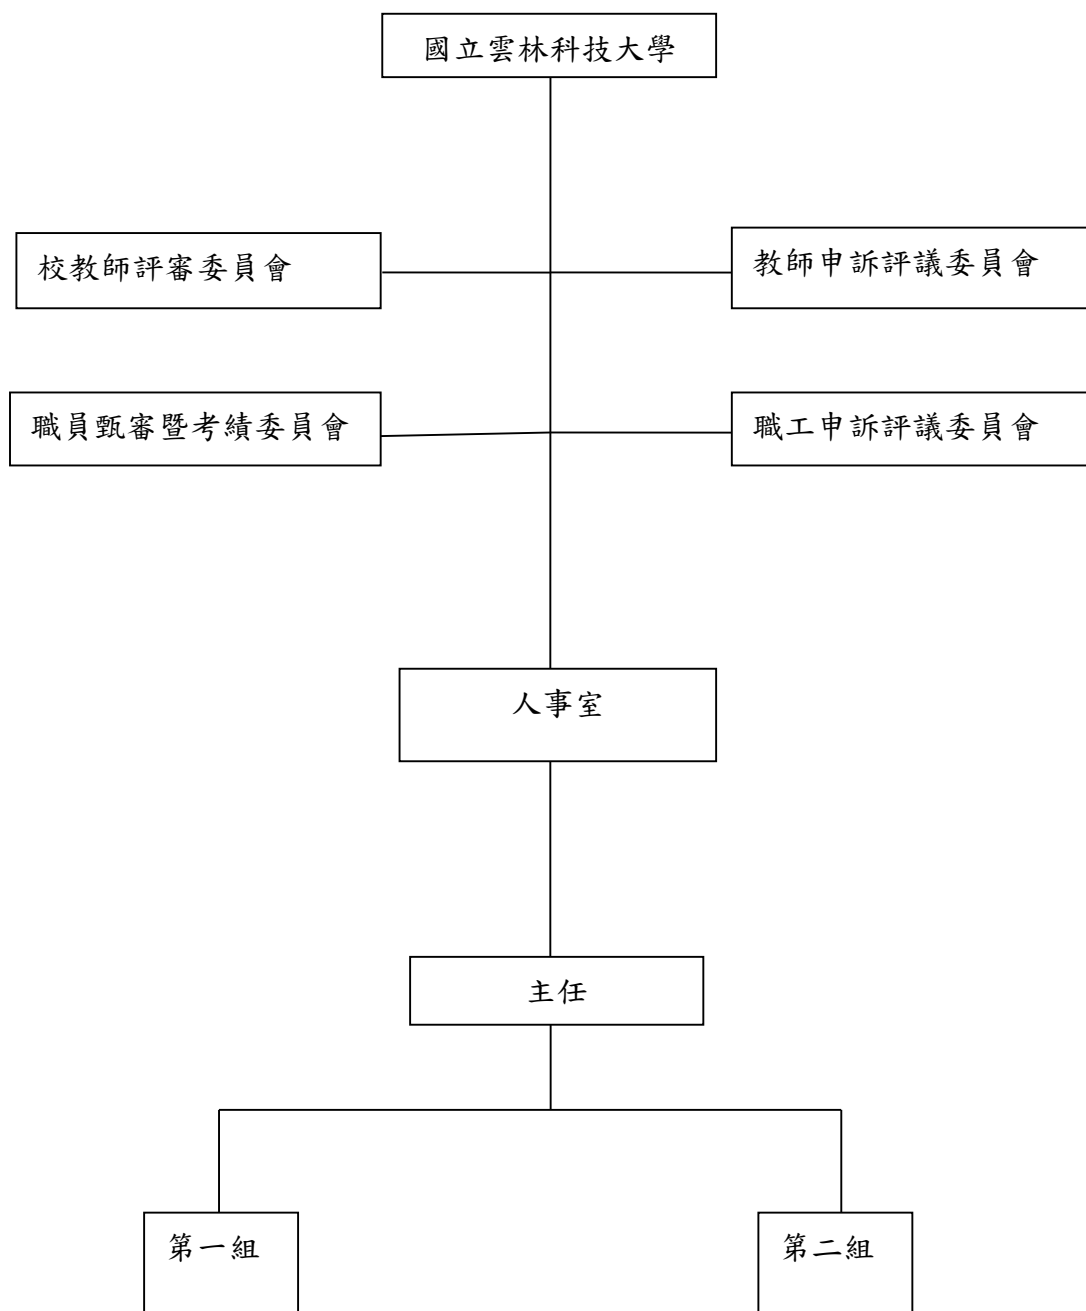 國立雲林科技大學
校教師評審委員會
教師申訴評議委員會
職員甄審暨考績委員會
職工申訴評議委員會
人事室
主任
第一組
第二組